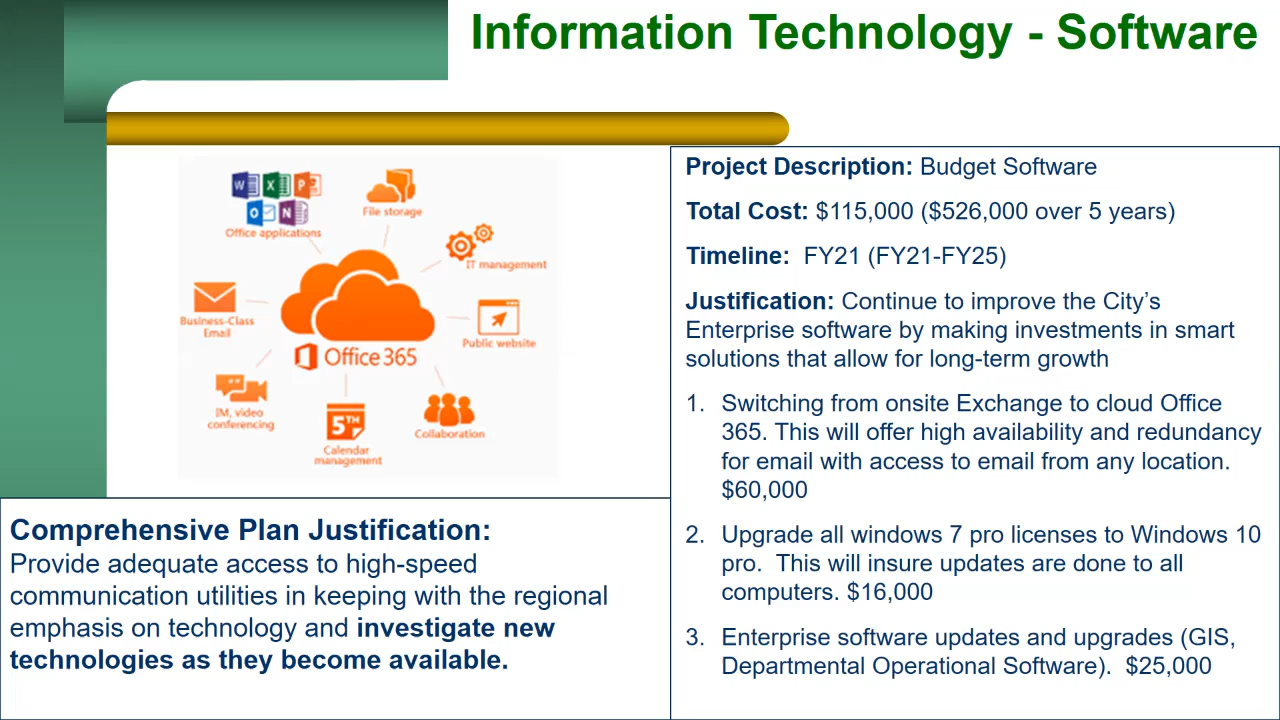 Information Technology - Software
W X P
O N
Office applications
File storage
IT management
Business-Class
Email
Public website
Office 365
IM, video
conferencing
5TH
Calendar
management
Collaboration
Project Description: Budget Software
Total Cost: $115,000 ($526,000 over 5 years)
Timeline:  FY21 (FY21-FY25)
Justification: Continue to improve the City’s
Enterprise software by making investments in smart
solutions that allow for long-term growth
1. Switching from onsite Exchange to cloud Office
365. This will offer high availability and redundancy
for email with access to email from any location.
$60,000
2. Upgrade all windows 7 pro licenses to Windows 10
pro.  This will insure updates are done to all
computers. $16,000
3. Enterprise software updates and upgrades (GIS,
Departmental Operational Software).  $25,000
Comprehensive Plan Justification:
Provide adequate access to high-speed
communication utilities in keeping with the regional
emphasis on technology and investigate new
technologies as they become available.